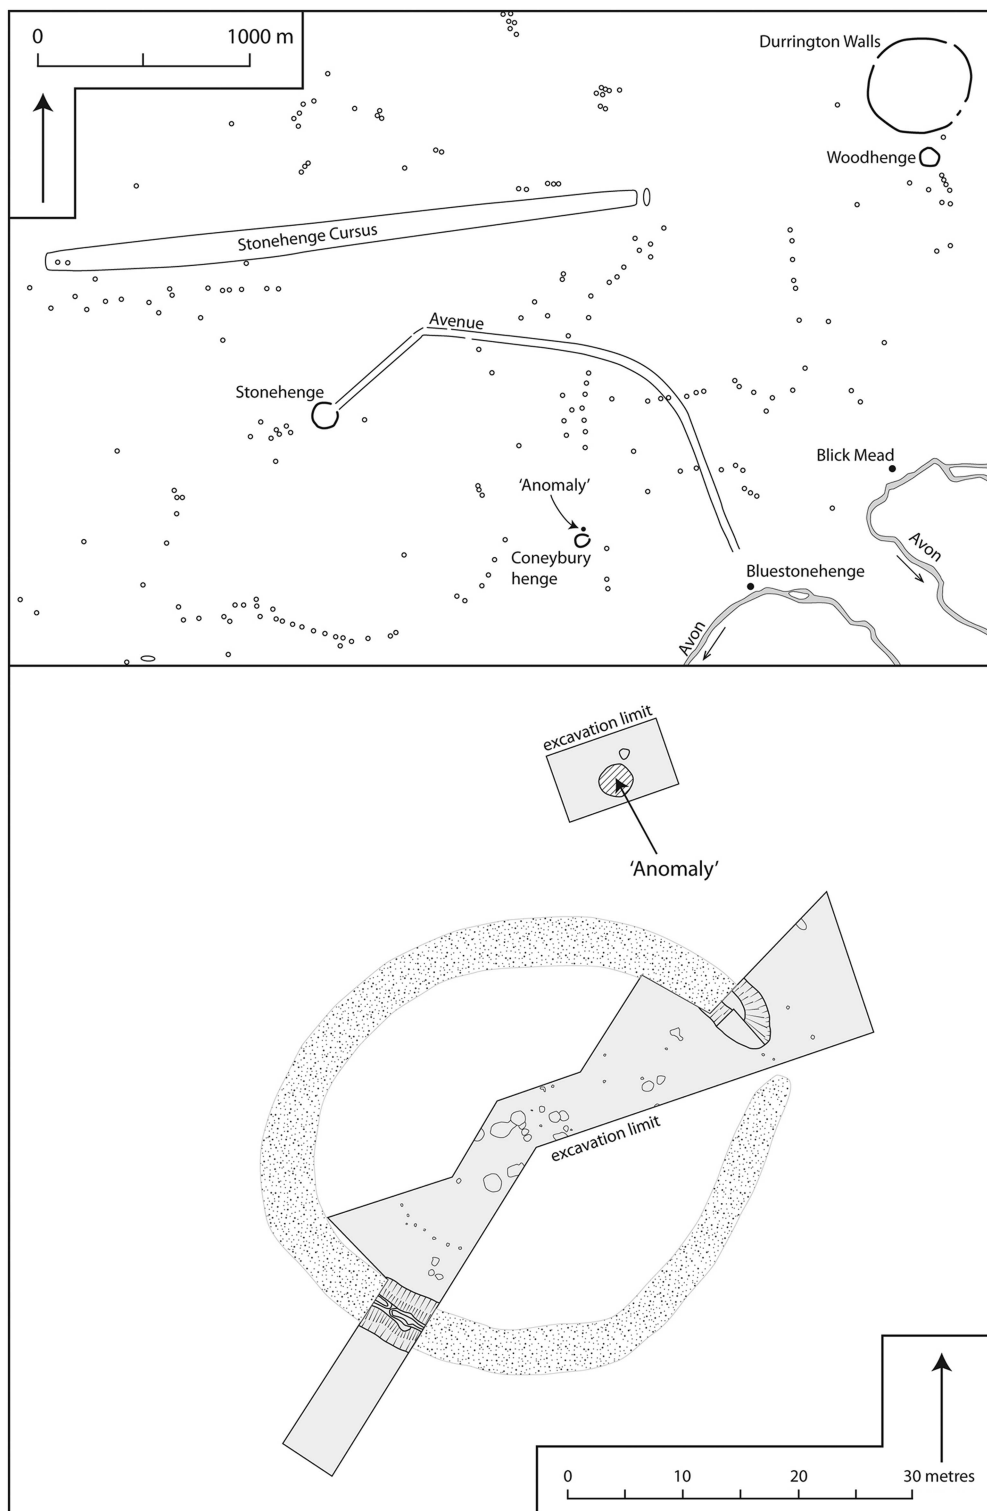 0 1000 m
Durrington Walls
Woodhenge
Stonehenge Cursus
Avenue
Stonehenge
Blick Mead
'Anomaly'
Avon
Coneybury
henge
Bluestonehenge
Avon
excavation limit
'Anomaly'
excavation limit
0 10 20 30 metres